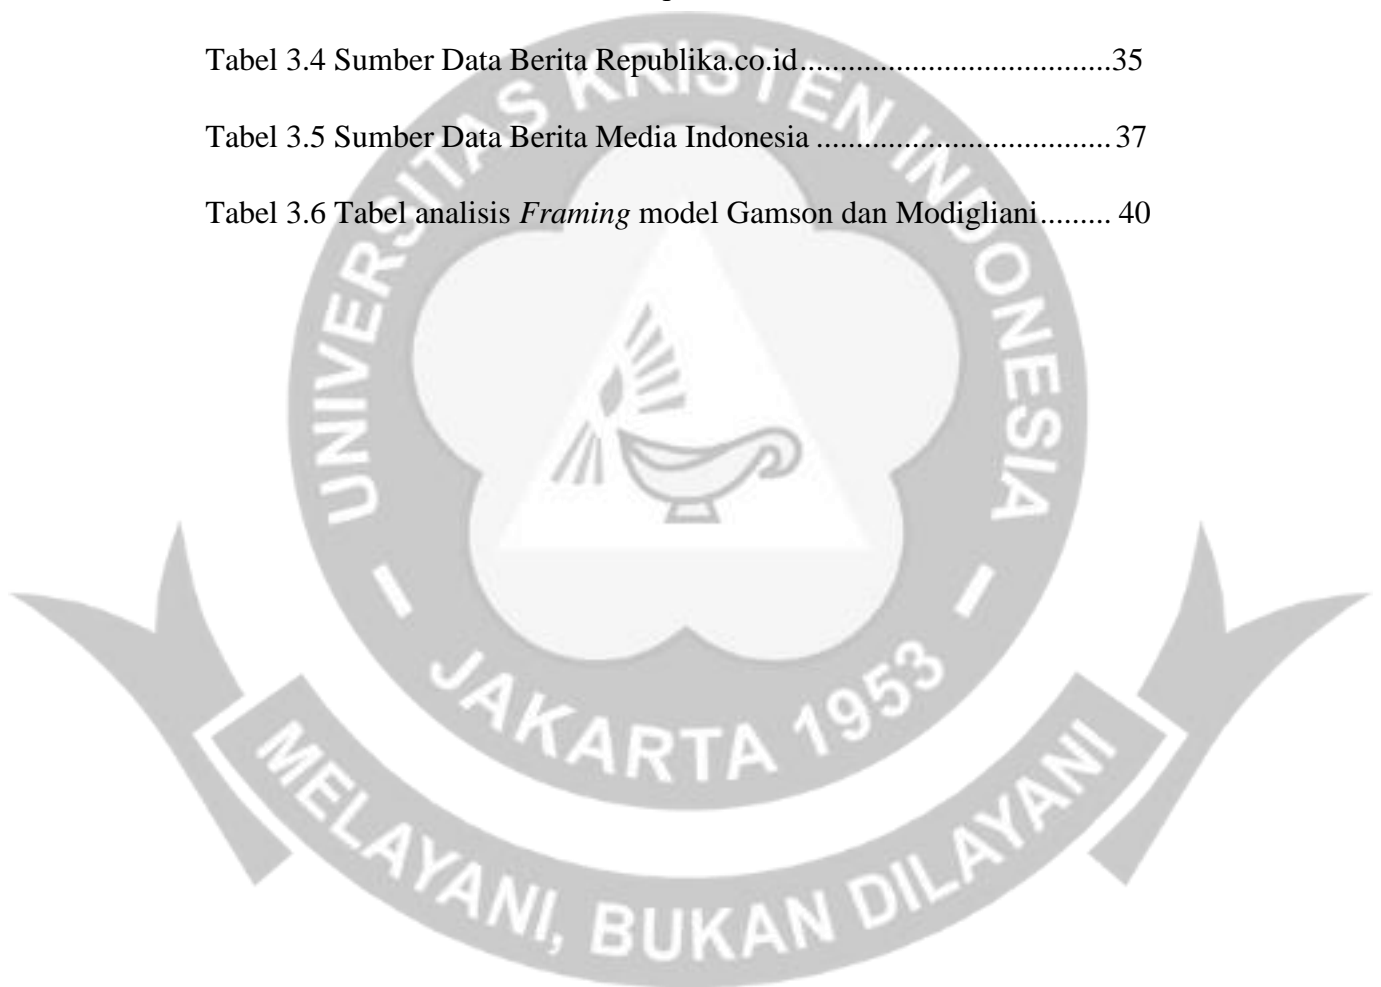 Tabel 3.4 Sumber Data Berita Republika.co.id.......................................35
Tabel 3.5 Sumber Data Berita Media Indonesia ..................................... 37
Tabel 3.6 Tabel analisis Framing model Gamson dan Modigliani......... 40
UNIVERSITAS KRISTEN INDONESIA
- JAKARTA 1953 -
MELAYANI, BUKAN DILAYANI